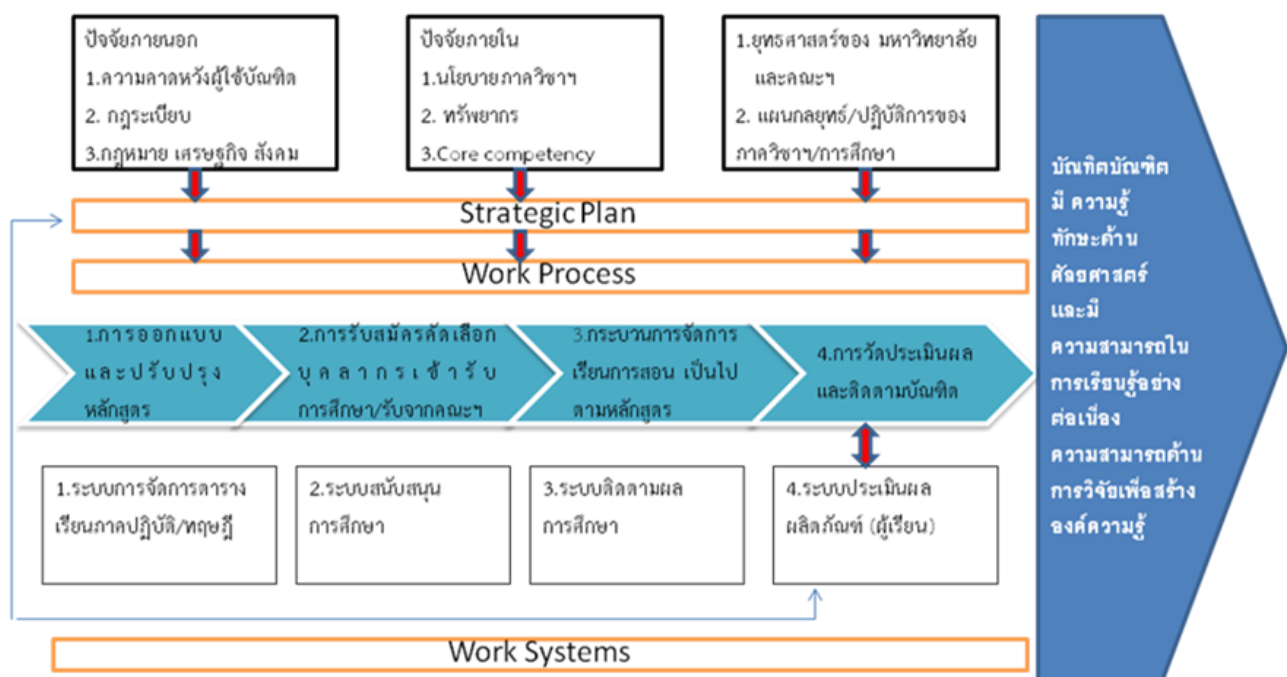 ปัจจัยภายนอก
1.ความคาดหวังผู้ใช้บัณฑิต
2. กฎระเบียบ
3.กฎหมาย เศรษฐกิจ สังคม
ปัจจัยภายใน
1.นโยบายภาควิชาฯ
2. ทรัพยากร
3.Core competency
1.ยุทธศาสตร์ของ มหาวิทยาลัย
และคณะฯ
2. แผนกลยุทธ์/ปฏิบัติการของ
ภาควิชาฯ/การศึกษา
Strategic Plan
Work Process
1.การออกแบบ
และปรับปรุง
หลักสูตร
2.การรับสมัครคัดเลือก
บุคลากรเข้ารับ
การศึกษา/รับจากคณะฯ
3.กระบวนการจัดการ
เรียนการสอน เป็นไป
ตามหลักสูตร
4.การวัดประเมินผล
และติดตามบัณฑิต
1.ระบบการจัดการตาราง
เรียนภาคปฏิบัติ/ทฤษฎี
2.ระบบสนับสนุน
การศึกษา
3.ระบบติดตามผล
การศึกษา
4.ระบบประเมินผล
ผลิตภัณฑ์ (ผู้เรียน)
Work Systems
บัณฑิตบัณฑิต
มี ความรู้
ทักษะด้าน
ศัลยศาสตร์
และมี
ความสามารถใน
การเรียนรู้อย่าง
ต่อเนื่อง
ความสามารถด้าน
การวิจัยเพื่อสร้าง
องค์ความรู้